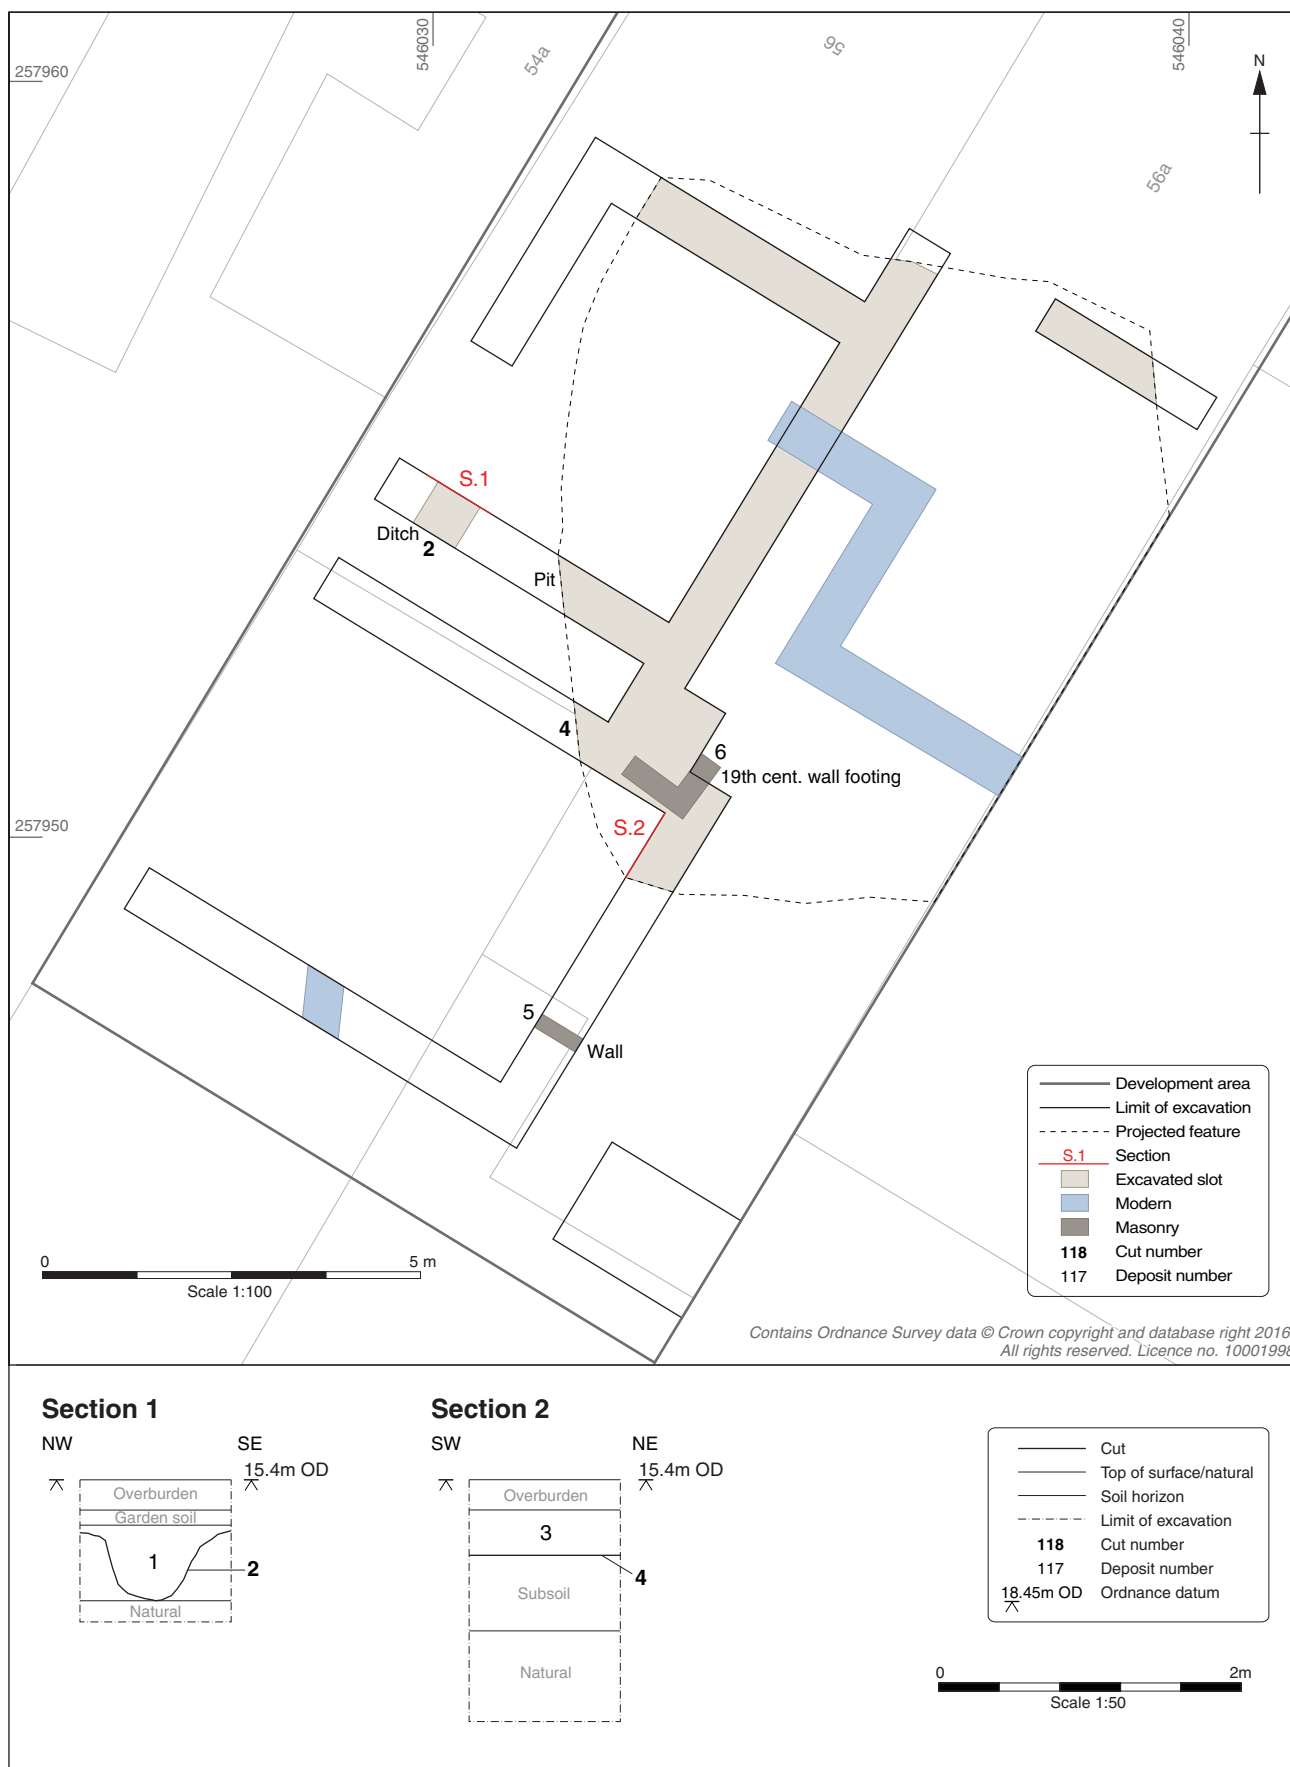 546030
546040
257960
54a
56
N
56a
S.1
Ditch
2
Pit
4
6
19th cent. wall footing
257950
S.2
5
Wall
Development area
Limit of excavation
Projected feature
S.1 Section
Excavated slot
Modern
Masonry
118 Cut number
117 Deposit number
0 5 m
Scale 1:100
Contains Ordnance Survey data © Crown copyright and database right 2016
All rights reserved. Licence no. 10001998
Section 1
NW SE
15.4m OD
Overburden
Garden soil
1
2
Natural
Section 2
SW NE
15.4m OD
Overburden
3
4
Subsoil
Natural
Cut
Top of surface/natural
Soil horizon
Limit of excavation
118 Cut number
117 Deposit number
18.45m OD Ordnance datum
0 2m
Scale 1:50